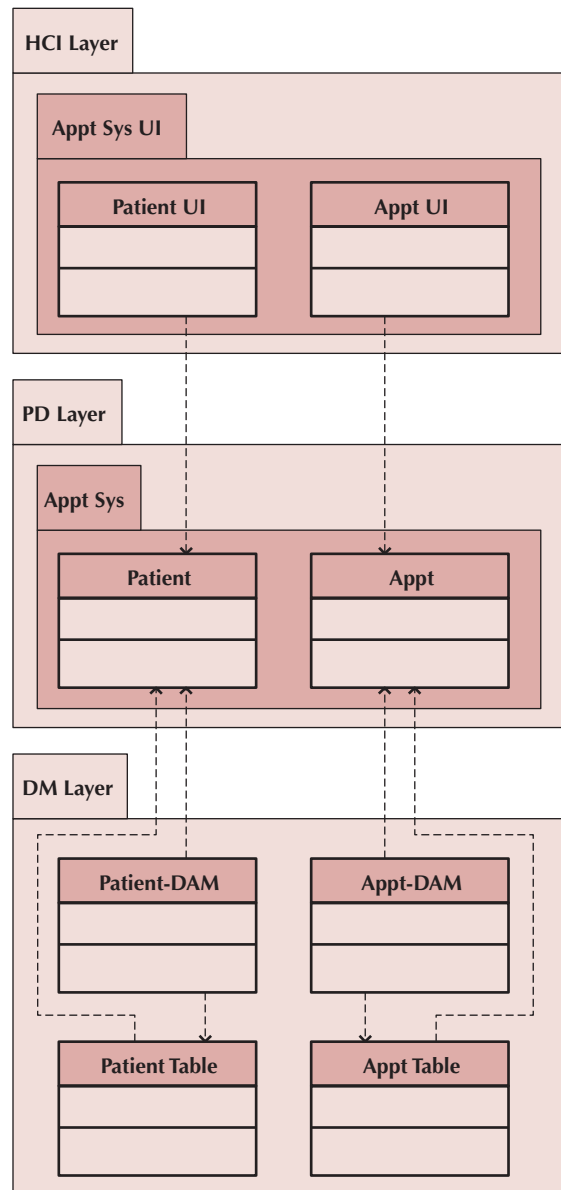 HCI Layer
Appt Sys UI
Patient UI
Appt UI
PD Layer
Appt Sys
Patient
Appt
DM Layer
Patient-DAM
Appt-DAM
Patient Table
Appt Table